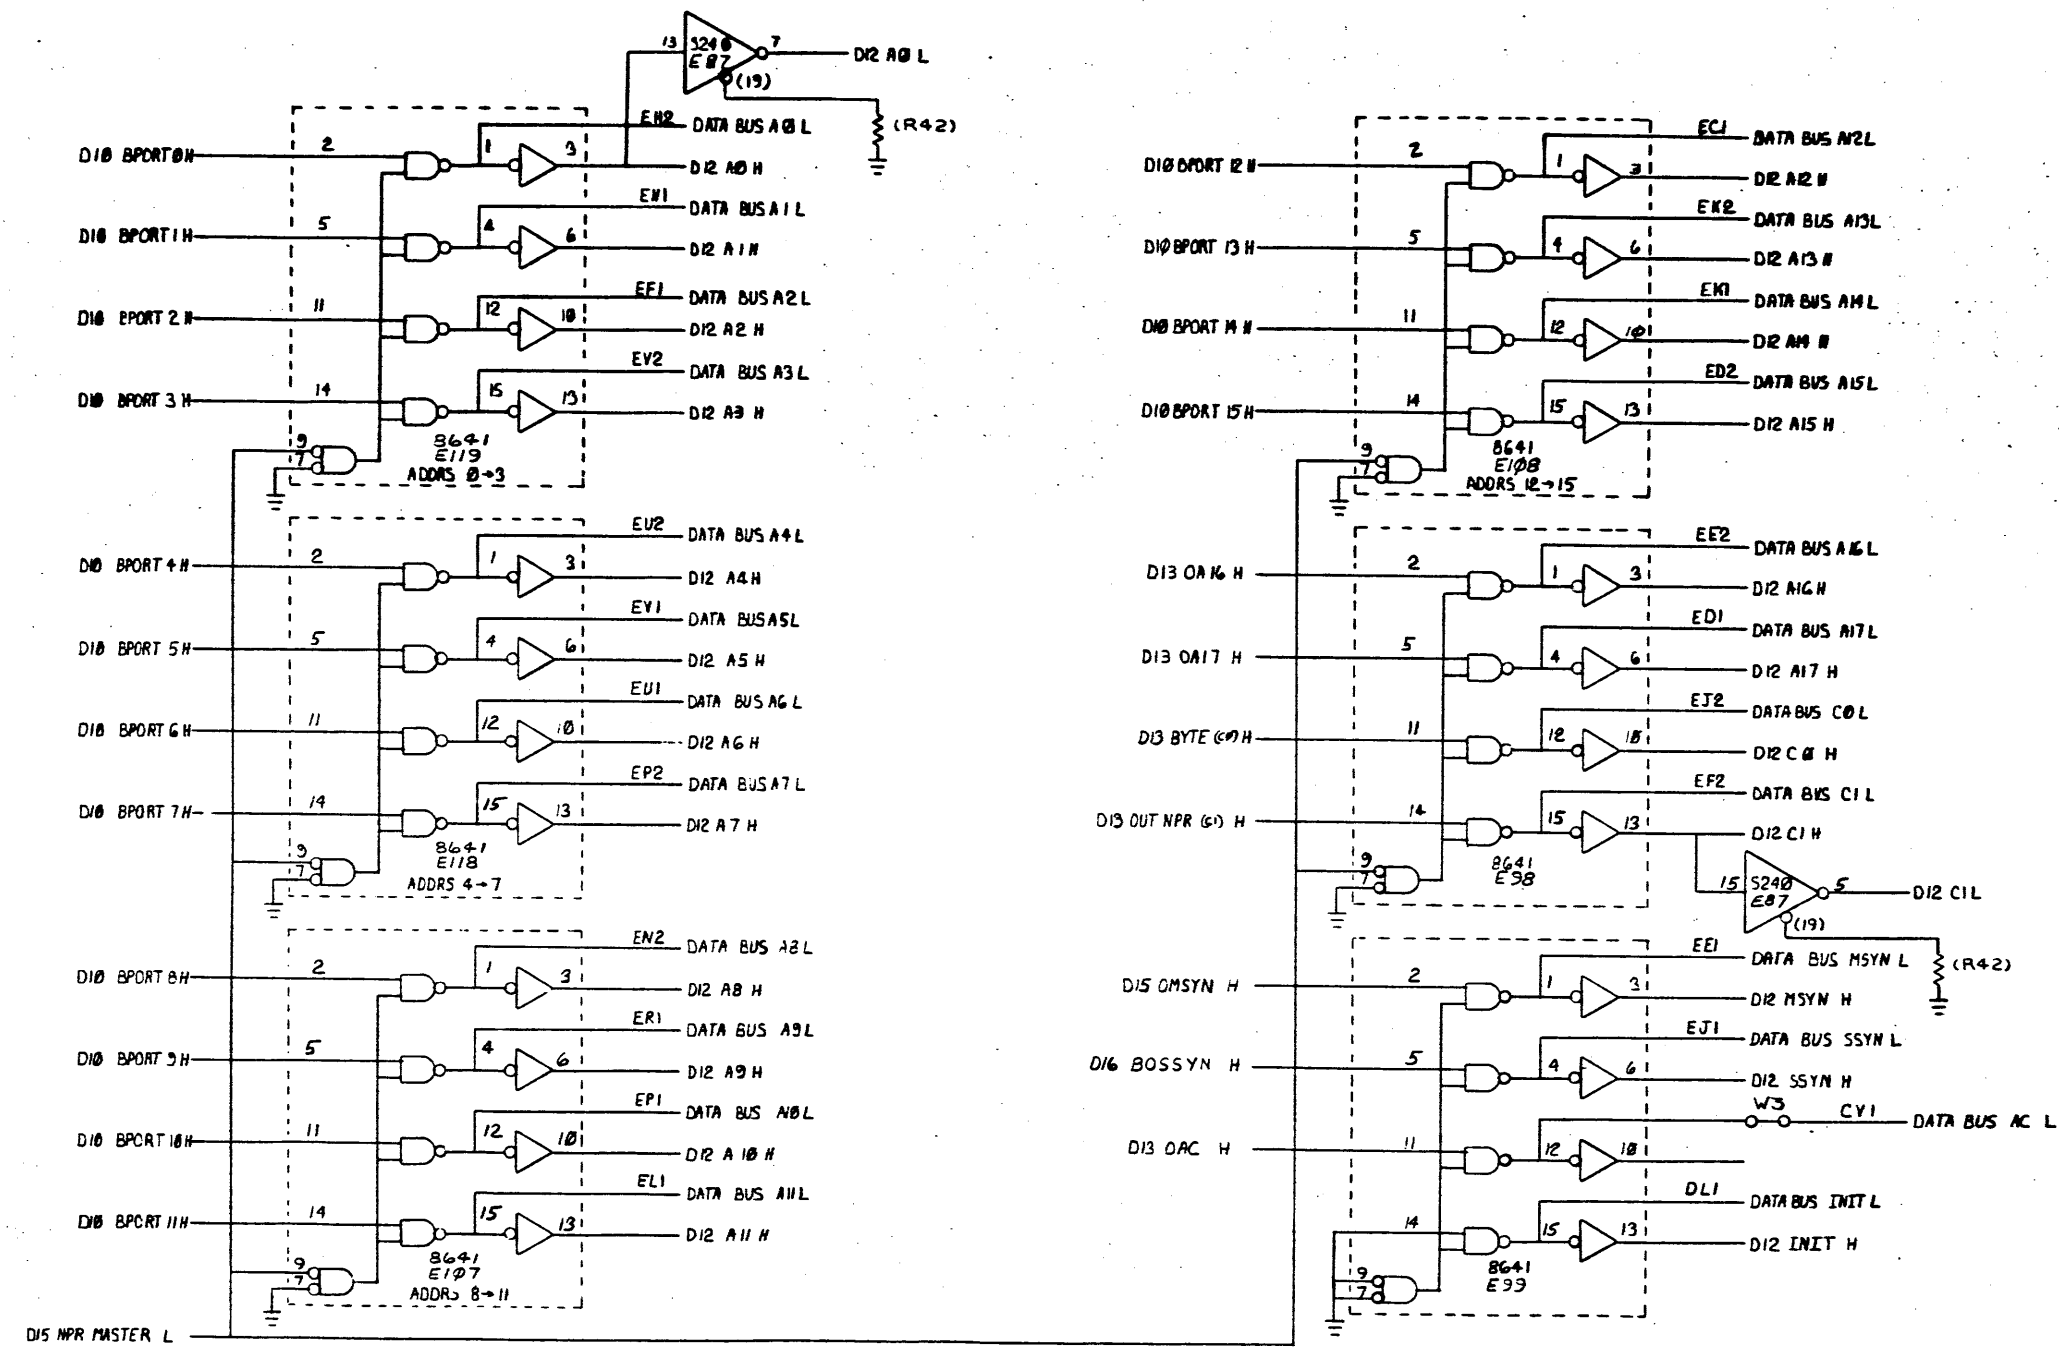 13 S240 7 D12 A0 L
E87
(19)
(R42)
EH2 DATA BUS A0 L
D10 BPORT 0 H 2 1 3 D12 A0 H
EH1 DATA BUS A1 L
D10 BPORT 1 H 5 4 6 D12 A1 H
EF1 DATA BUS A2 L
D10 BPORT 2 H 11 12 10 D12 A2 H
EV2 DATA BUS A3 L
D10 BPORT 3 H 14 15 13 D12 A3 H
9 8641
7 E119
ADDRS 0→3
EU2 DATA BUS A4 L
D10 BPORT 4 H 2 1 3 D12 A4 H
EV1 DATA BUS A5 L
D10 BPORT 5 H 5 4 6 D12 A5 H
EU1 DATA BUS A6 L
D10 BPORT 6 H 11 12 10 D12 A6 H
EP2 DATA BUS A7 L
D10 BPORT 7 H 14 15 13 D12 A7 H
9 8641
7 E118
ADDRS 4→7
EN2 DATA BUS A8 L
D10 BPORT 8 H 2 1 3 D12 A8 H
ER1 DATA BUS A9 L
D10 BPORT 9 H 5 4 6 D12 A9 H
EP1 DATA BUS A10 L
D10 BPORT 10 H 11 12 10 D12 A10 H
EL1 DATA BUS A11 L
D10 BPORT 11 H 14 15 13 D12 A11 H
9 8641
7 E107
ADDRS 8→11
D15 NPR MASTER L
EC1 DATA BUS A12 L
D10 BPORT 12 H 2 1 3 D12 A12 H
EK2 DATA BUS A13 L
D10 BPORT 13 H 5 4 6 D12 A13 H
EK1 DATA BUS A14 L
D10 BPORT 14 H 11 12 10 D12 A14 H
ED2 DATA BUS A15 L
D10 BPORT 15 H 14 15 13 D12 A15 H
9 8641
7 E108
ADDRS 12→15
EE2 DATA BUS A16 L
D13 OA16 H 2 1 3 D12 A16 H
ED1 DATA BUS A17 L
D13 OA17 H 5 4 6 D12 A17 H
EJ2 DATA BUS C0 L
D13 BYTE (C0) H 11 12 10 D12 C0 H
EF2 DATA BUS C1 L
D13 OUT NPR (C1) H 14 15 13 D12 C1 H
9 8641
7 E98
15 S240 5 D12 C1 L
E87
(19)
(R42)
EE1 DATA BUS MSYN L
D15 OMSYN H 2 1 3 D12 MSYN H
EJ1 DATA BUS SSYN L
D16 BOSSYN H 5 4 6 D12 SSYN H
W3 CV1 DATA BUS AC L
D13 OAC H 11 12 10
DL1 DATA BUS INIT L
14 15 13 D12 INIT H
9 8641
7 E99